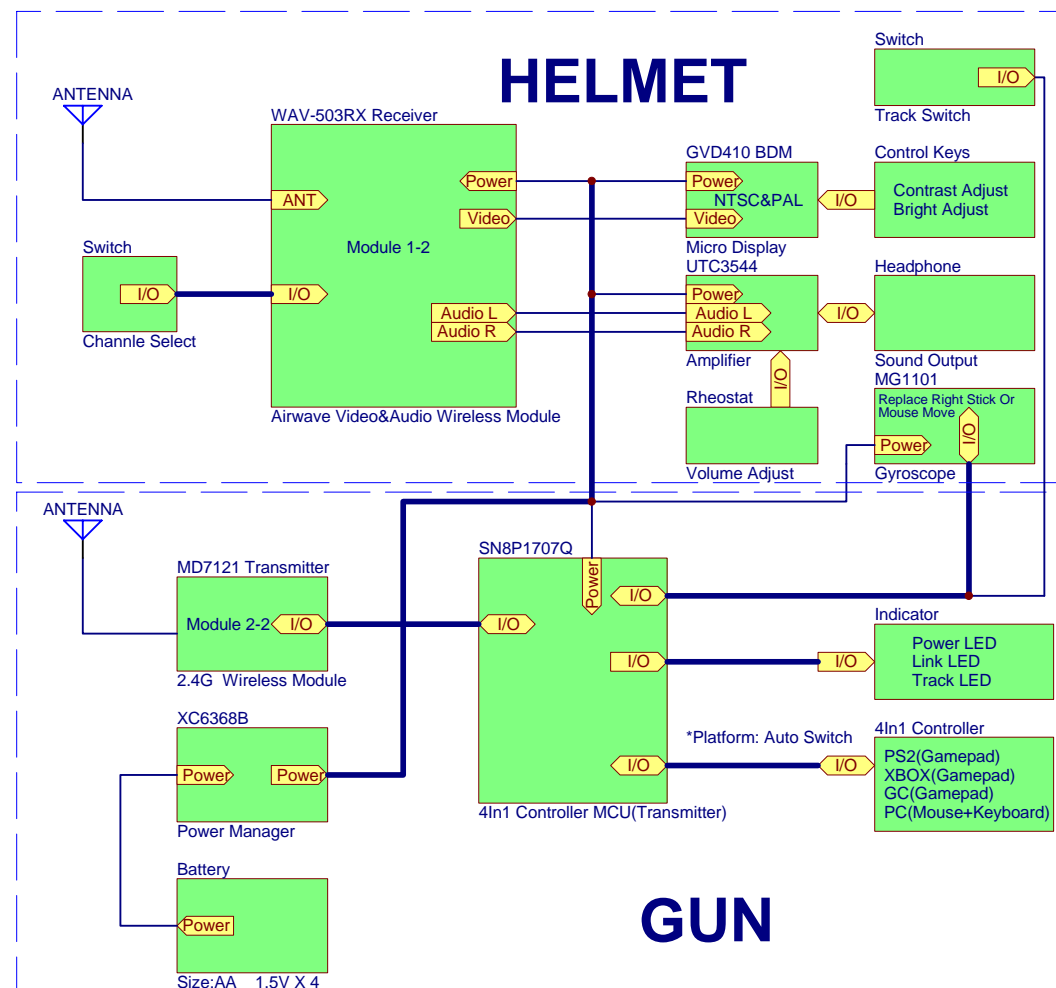 HELMET
Switch
I/O
Track Switch
ANTENNA
WAV-503RX Receiver
Power
ANT
Video
Module 1-2
I/O
Audio L
Audio R
Airwave Video&Audio Wireless Module
Switch
I/O
Channle Select
GVD410 BDM
Power
NTSC&PAL
Video
Micro Display
I/O
Control Keys
Contrast Adjust
Bright Adjust
UTC3544
Power
Audio L
Audio R
Amplifier
I/O
Headphone
Sound Output
I/O
Rheostat
Volume Adjust
MG1101
Replace Right Stick Or
Mouse Move
I/O
Power
Gyroscope
ANTENNA
MD7121 Transmitter
Module 2-2
I/O
2.4G  Wireless Module
SN8P1707Q
Power
I/O
I/O
I/O
I/O
4In1 Controller MCU(Transmitter)
Indicator
I/O
Power LED
Link LED
Track LED
*Platform: Auto Switch
4In1 Controller
I/O
PS2(Gamepad)
XBOX(Gamepad)
GC(Gamepad)
PC(Mouse+Keyboard)
XC6368B
Power
Power
Power Manager
Battery
Power
Size:AA    1.5V X 4
GUN